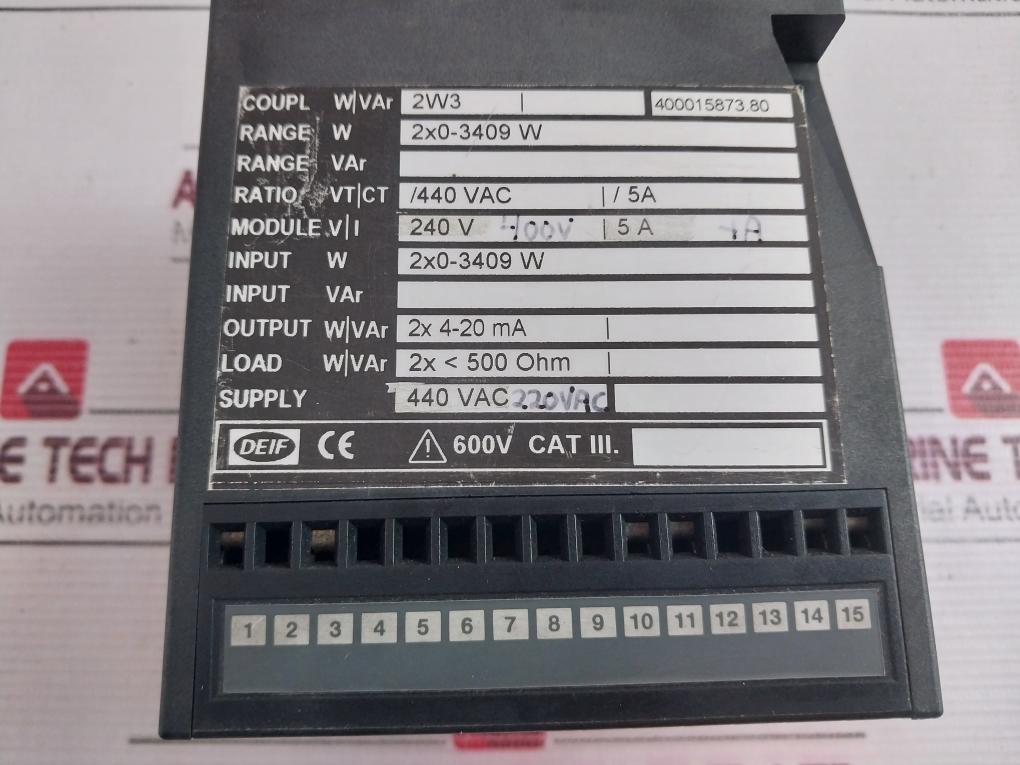 COUPL W|VAr 2W3 | 400015873.80
RANGE W 2x0-3409 W
RANGE VAr
RATIO VT|CT /440 VAC | / 5A
MODULE V|I 240 V 400V | 5 A 1A
INPUT W 2x0-3409 W
INPUT VAr
OUTPUT W|VAr 2x 4-20 mA |
LOAD W|VAr 2x < 500 Ohm |
SUPPLY 440 VAC 220VAC
DEIF CE 600V CAT III.
1 2 3 4 5 6 7 8 9 10 11 12 13 14 15